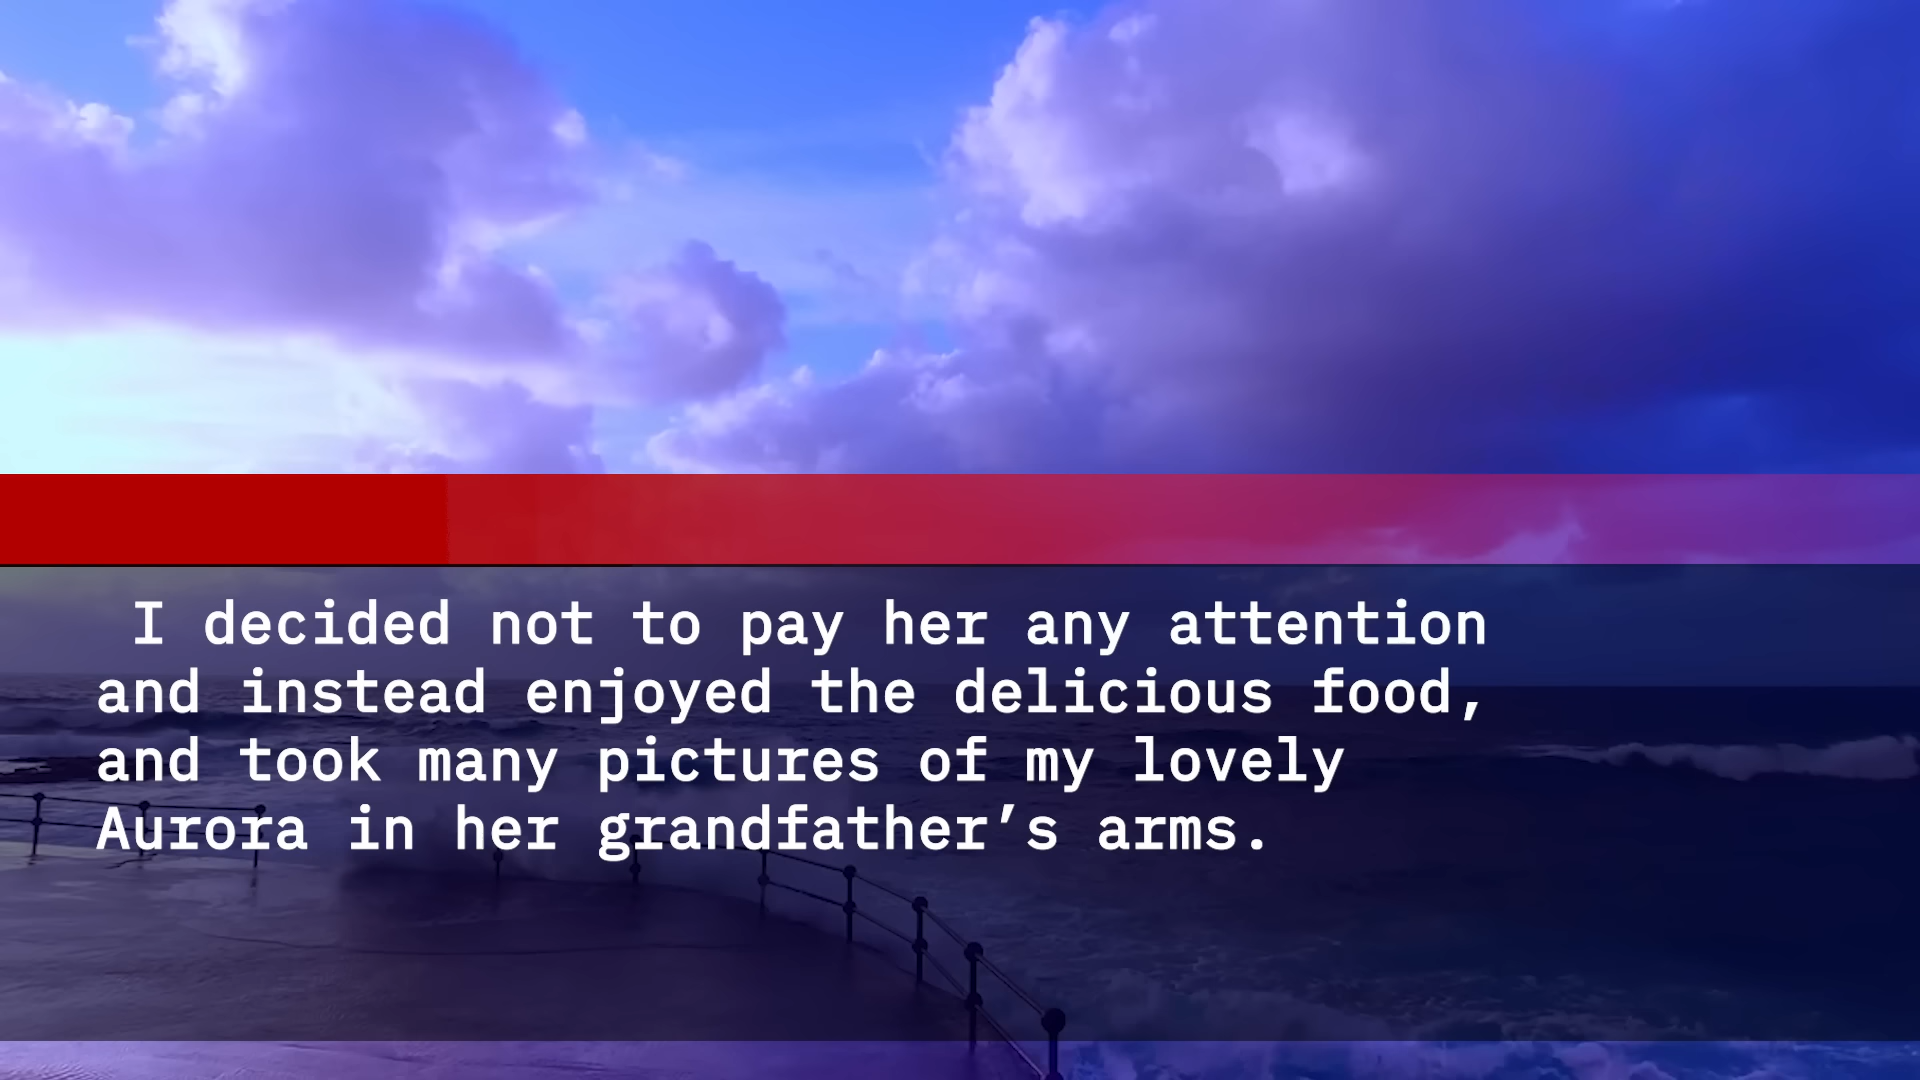 I decided not to pay her any attention
and instead enjoyed the delicious food,
and took many pictures of my lovely
Aurora in her grandfather’s arms.